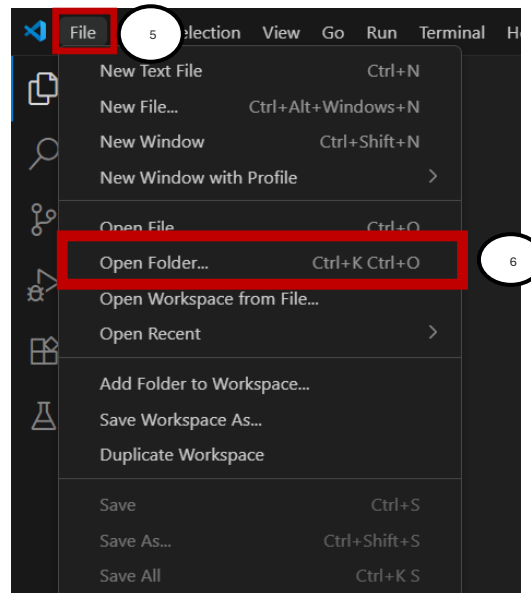 File 5 election View Go Run Terminal H
New Text File Ctrl+N
New File... Ctrl+Alt+Windows+N
New Window Ctrl+Shift+N
New Window with Profile
Open File Ctrl+O
Open Folder... Ctrl+K Ctrl+O
6
Open Workspace from File...
Open Recent
Add Folder to Workspace...
Save Workspace As...
Duplicate Workspace
Save Ctrl+S
Save As... Ctrl+Shift+S
Save All Ctrl+K S